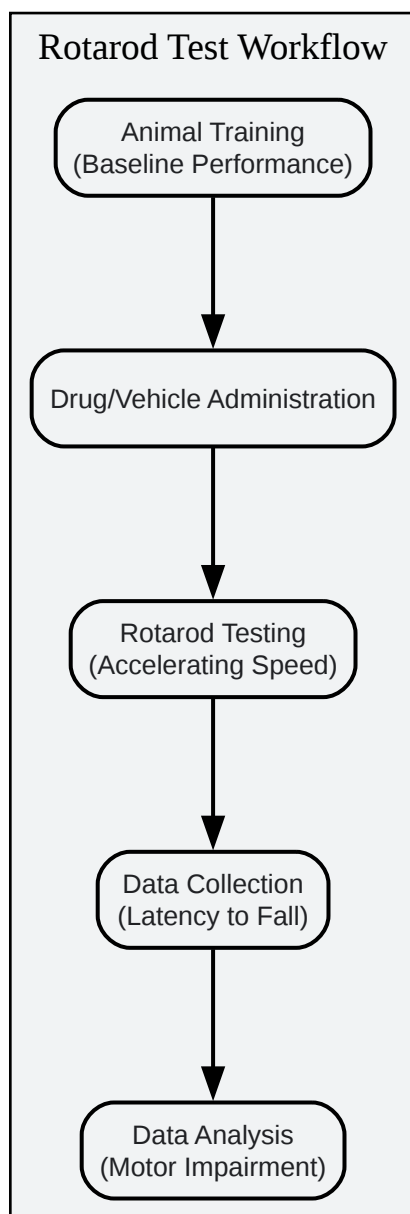 Rotarod Test Workflow
Animal Training
(Baseline Performance)
Drug/Vehicle Administration
Rotarod Testing
(Accelerating Speed)
Data Collection
(Latency to Fall)
Data Analysis
(Motor Impairment)